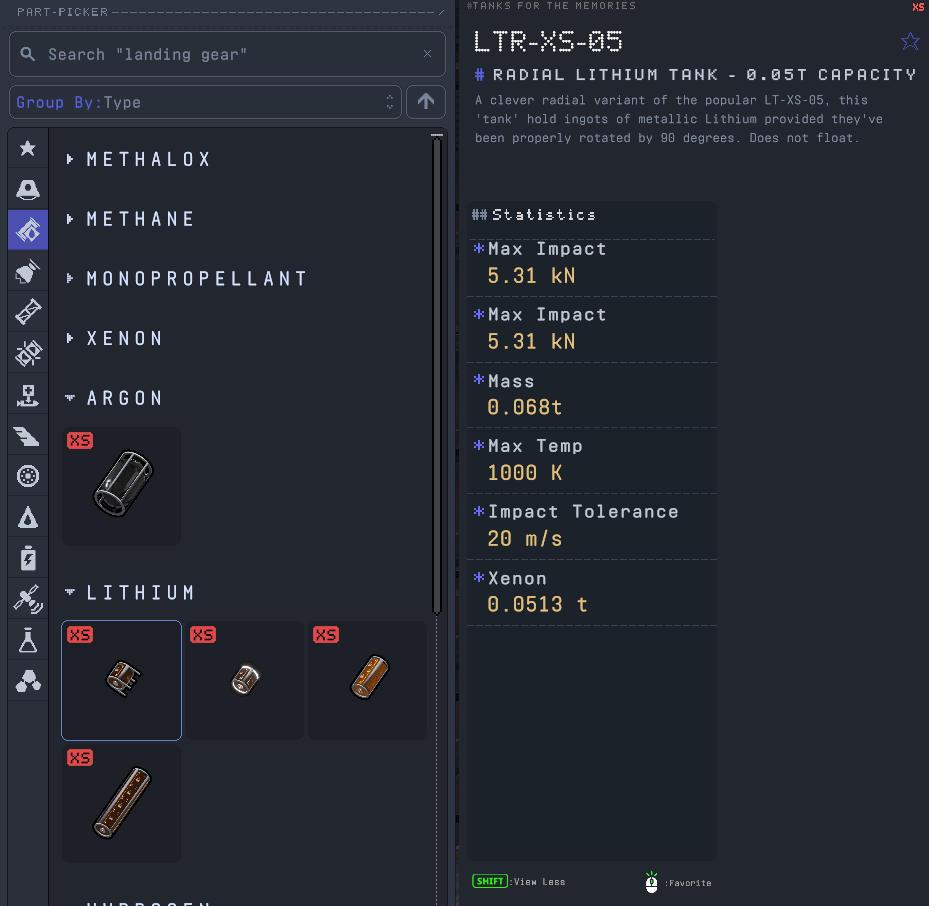 PART-PICKER
Search "landing gear"
Group By:Type
METHALOX
METHANE
MONOPROPELLANT
XENON
ARGON
XS
LITHIUM
XS XS XS
XS
HYDROGEN
#TANKS FOR THE MEMORIES
XS
LTR-XS-05
# RADIAL LITHIUM TANK - 0.05T CAPACITY
A clever radial variant of the popular LT-XS-05, this
'tank' hold ingots of metallic Lithium provided they've
been properly rotated by 90 degrees. Does not float.
## Statistics
*Max Impact
5.31 kN
*Max Impact
5.31 kN
*Mass
0.068t
*Max Temp
1000 K
*Impact Tolerance
20 m/s
*Xenon
0.0513 t
SHIFT:View Less
:Favorite